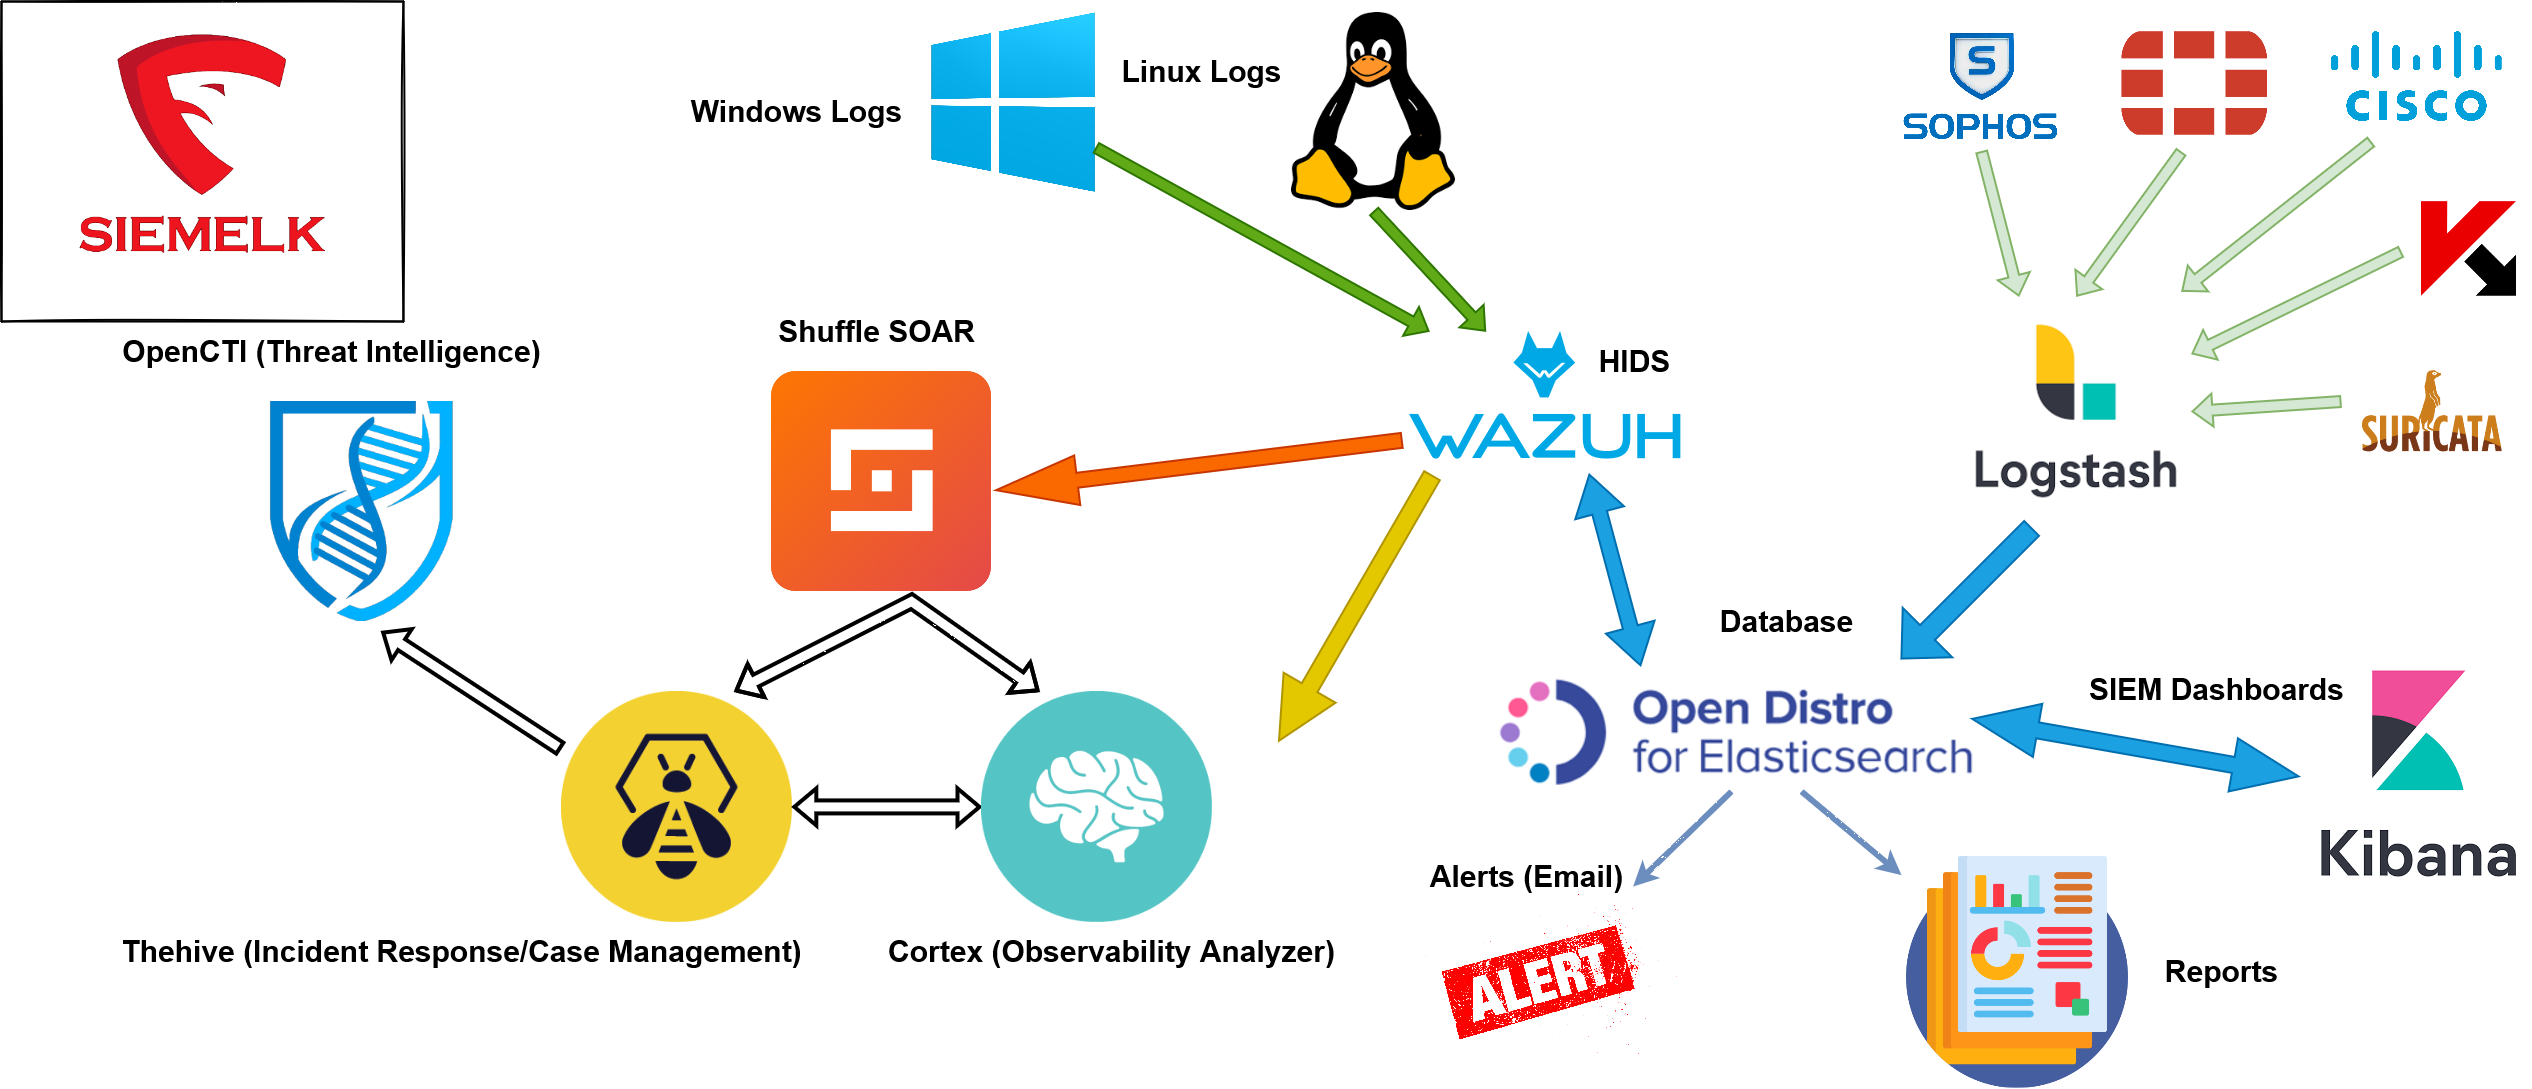 SIEMELK
Windows Logs
Linux Logs
S
SOPHOS
CISCO
OpenCTI (Threat Intelligence)
Shuffle SOAR
HIDS
WAZUH
Logstash
SURICATA
Database
Open Distro
for Elasticsearch
SIEM Dashboards
Kibana
Alerts (Email)
ALERT
Reports
Thehive (Incident Response/Case Management)
Cortex (Observability Analyzer)